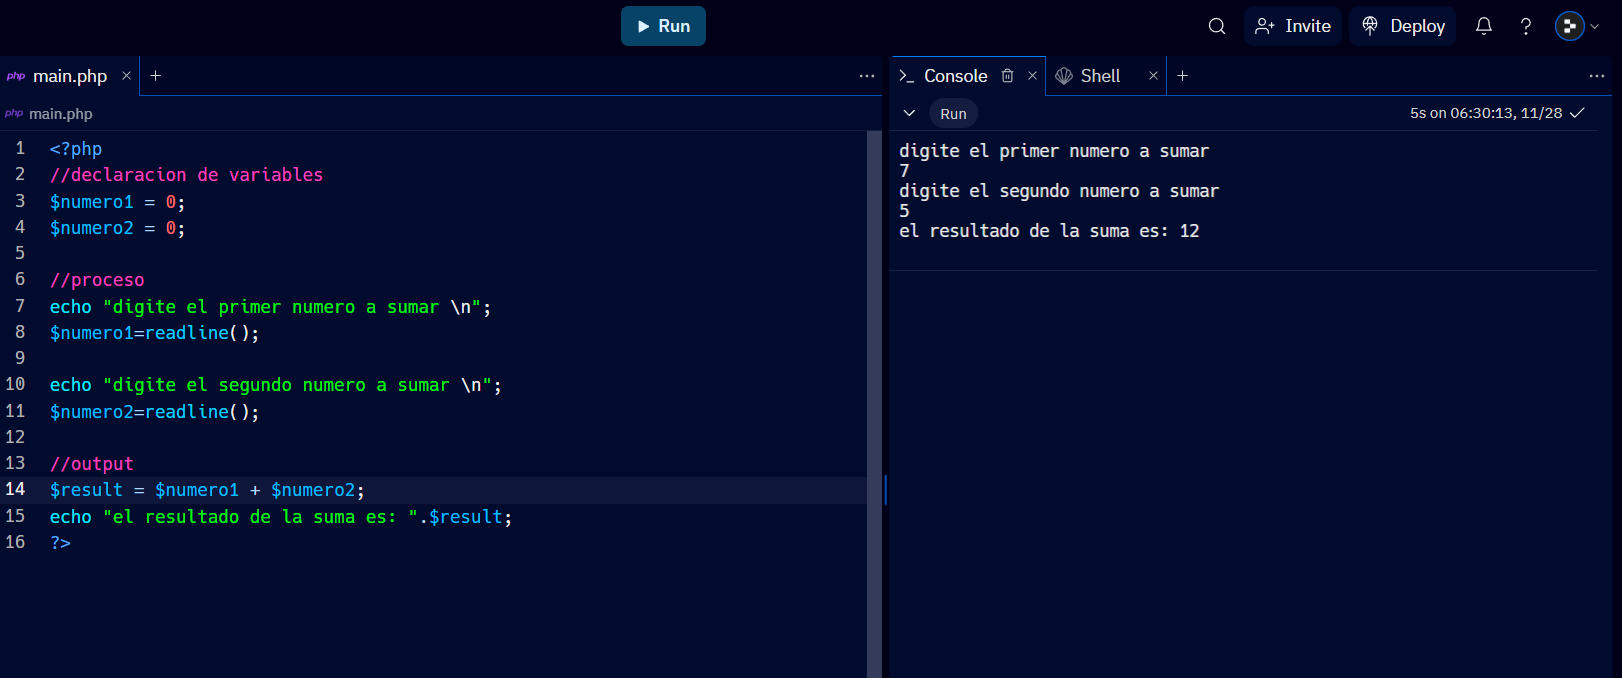 Run
Invite
Deploy
php main.php
Console
Shell
php main.php
Run
5s on 06:30:13, 11/28
1 <?php
2 //declaracion de variables
3 $numero1 = 0;
4 $numero2 = 0;
5
6 //proceso
7 echo "digite el primer numero a sumar \n";
8 $numero1=readline();
9
10 echo "digite el segundo numero a sumar \n";
11 $numero2=readline();
12
13 //output
14 $result = $numero1 + $numero2;
15 echo "el resultado de la suma es: ".$result;
16 ?>
digite el primer numero a sumar
7
digite el segundo numero a sumar
5
el resultado de la suma es: 12